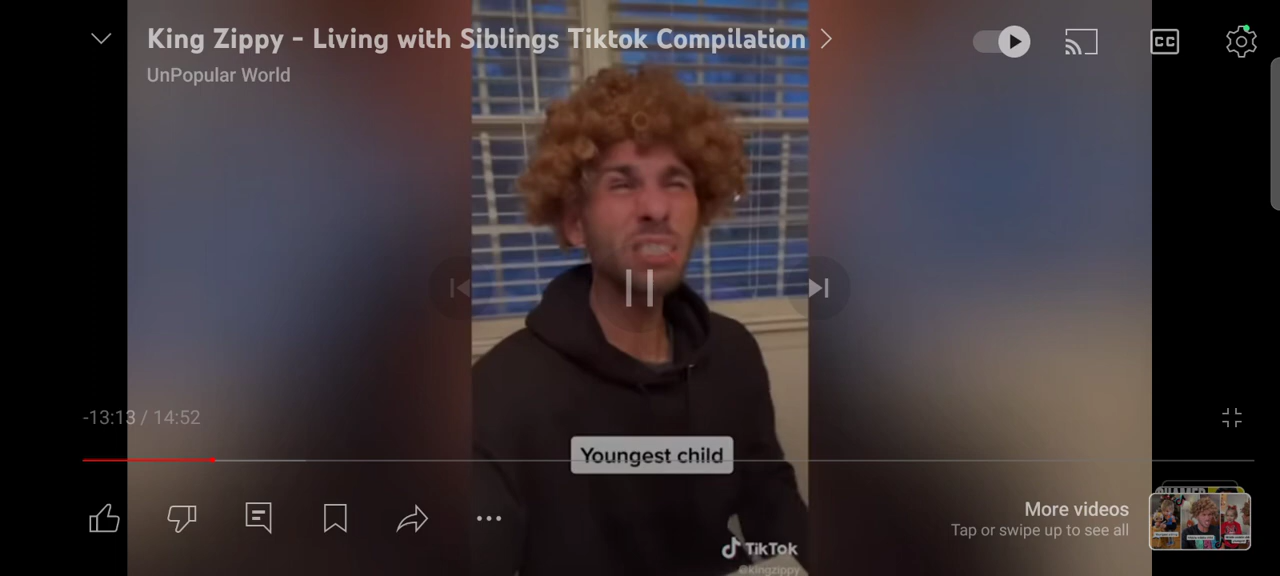 King Zippy - Living with Siblings Tiktok Compilation
UnPopular World
CC
-13:13 / 14:52
Youngest child
More videos
Tap or swipe up to see all
TikTok
@kingzippy